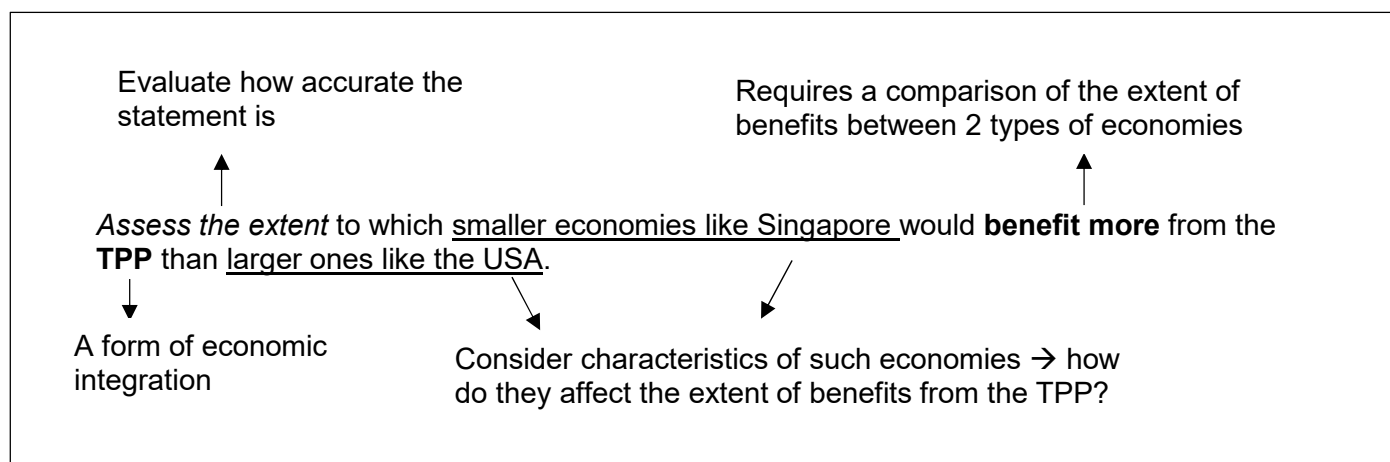 Evaluate how accurate the
statement is
Requires a comparison of the extent of
benefits between 2 types of economies
Assess the extent to which smaller economies like Singapore would benefit more from the
TPP than larger ones like the USA.
A form of economic
integration
Consider characteristics of such economies → how
do they affect the extent of benefits from the TPP?